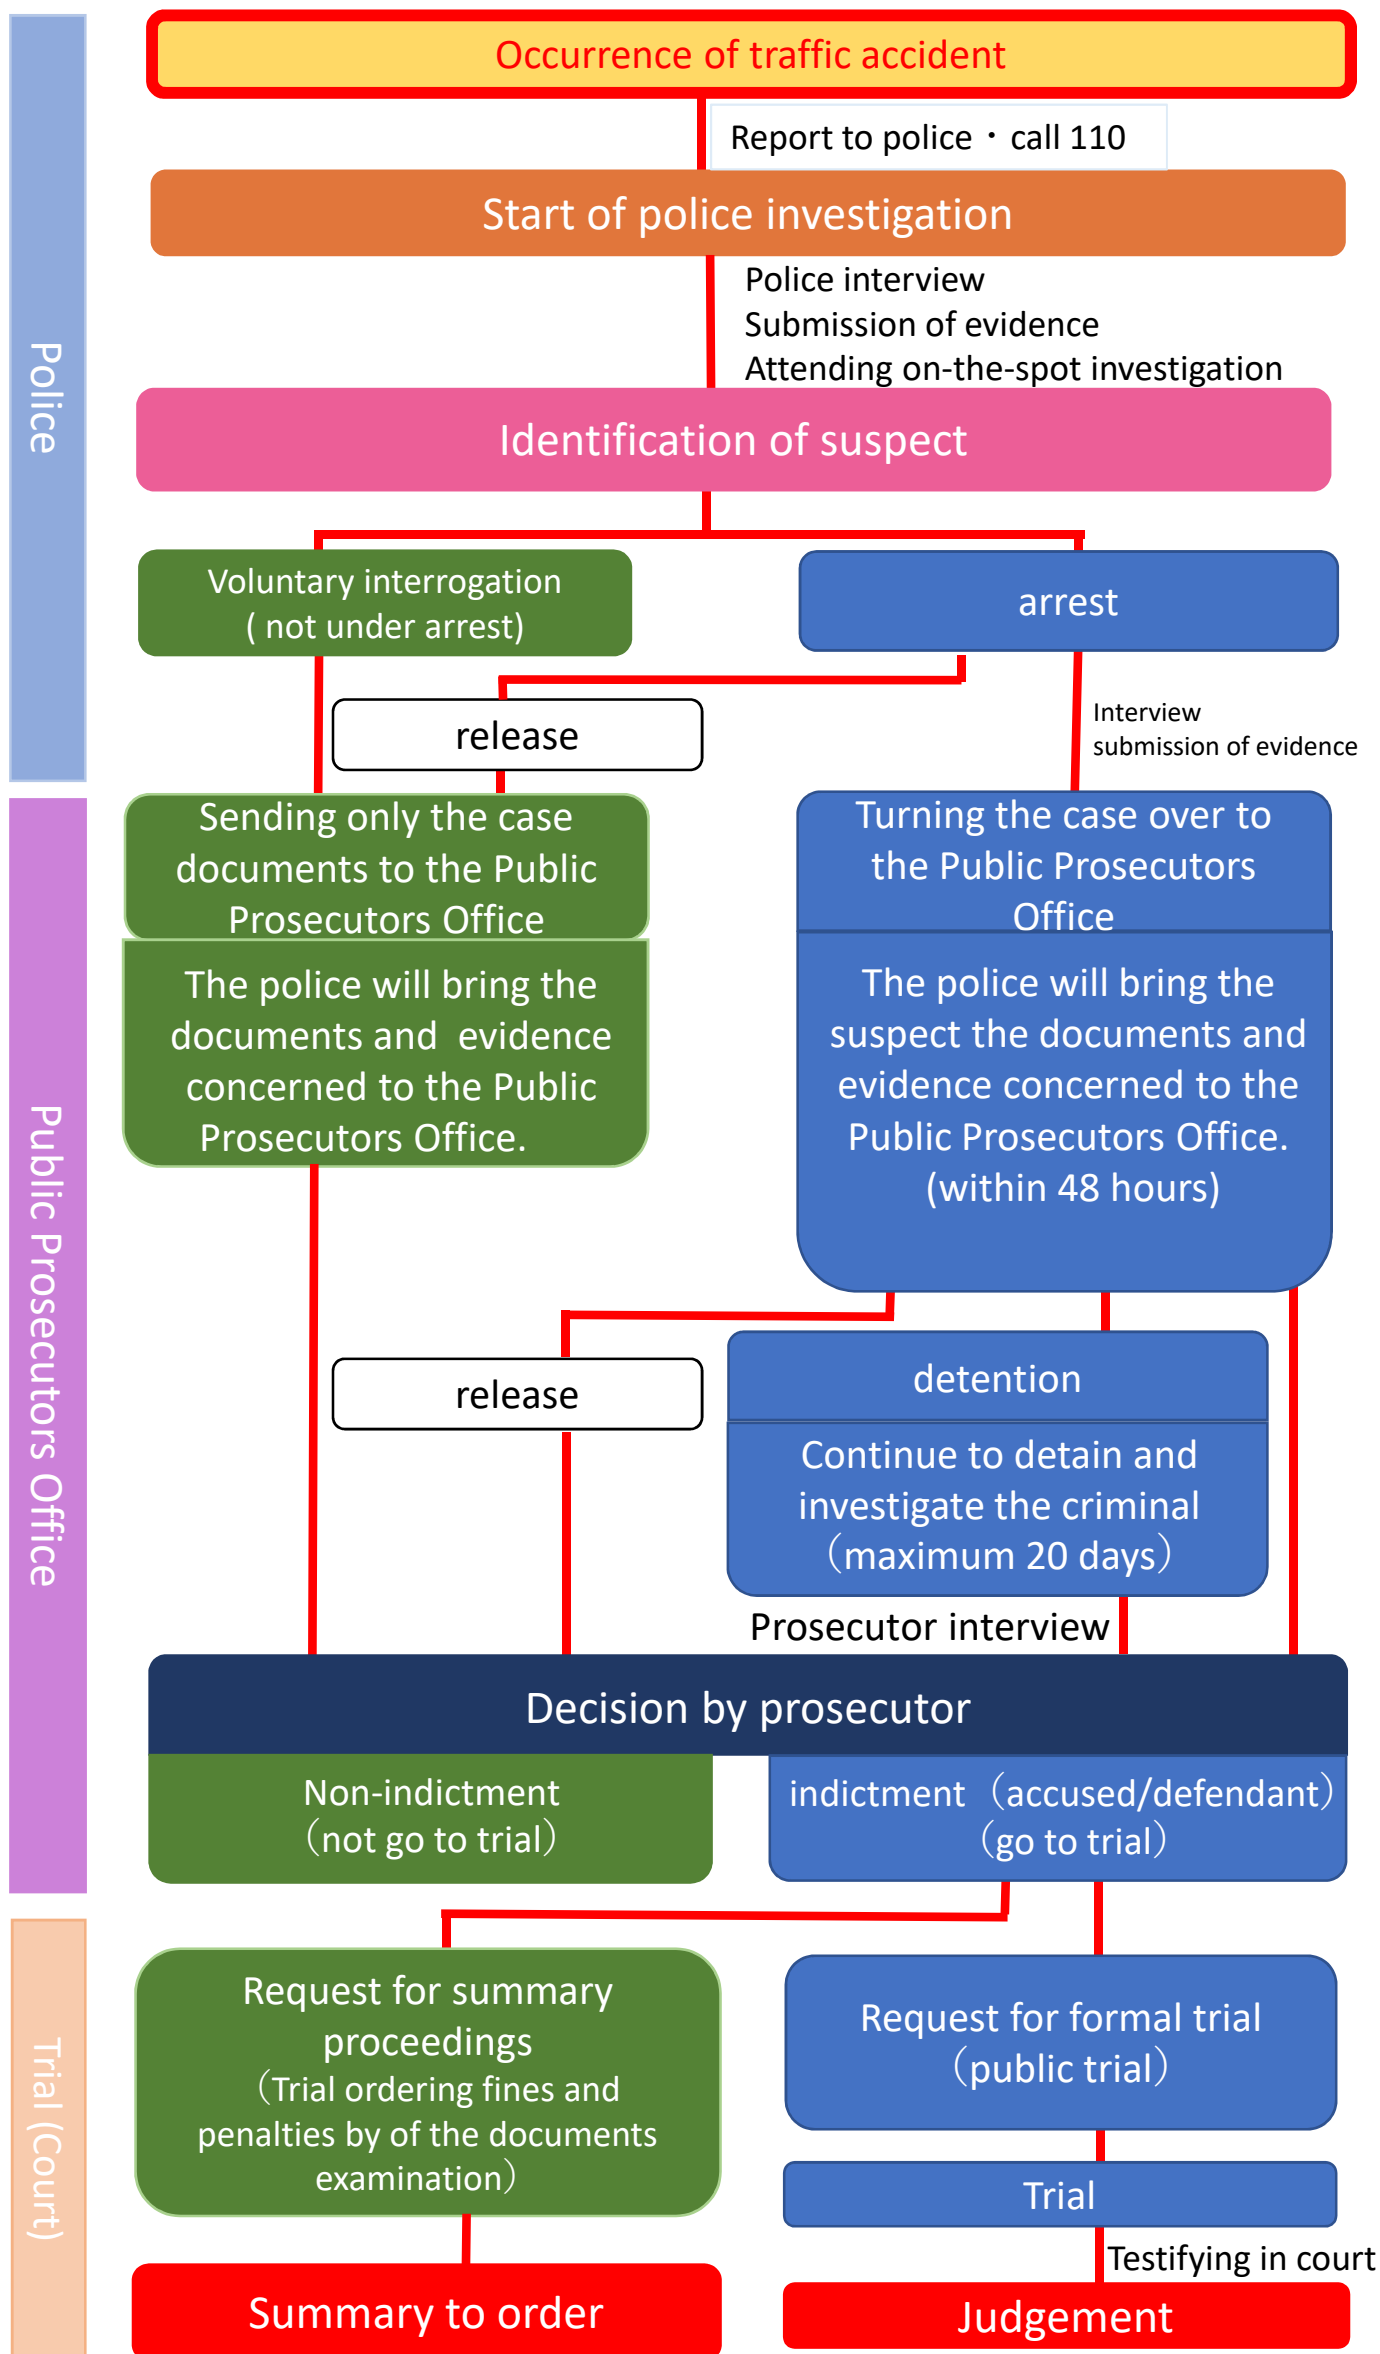 Occurrence of traffic accident
Report to police・call 110
Start of police investigation
Police interview
Submission of evidence
Attending on-the-spot investigation
Police
Identification of suspect
Voluntary interrogation
( not under arrest)
arrest
release
Interview
submission of evidence
Sending only the case
documents to the Public
Prosecutors Office
The police will bring the
documents and  evidence
concerned to the Public
Prosecutors Office.
Turning the case over to
the Public Prosecutors
Office
The police will bring the
suspect the documents and
evidence concerned to the
Public Prosecutors Office.
(within 48 hours)
Public Prosecutors Office
release
detention
Continue to detain and
investigate the criminal
（maximum 20 days）
Prosecutor interview
Decision by prosecutor
Non-indictment
（not go to trial）
indictment（accused/defendant）
（go to trial）
Trial (Court)
Request for summary
proceedings
（Trial ordering fines and
penalties by of the documents
examination）
Request for formal trial
（public trial）
Trial
Testifying in court
Summary to order
Judgement